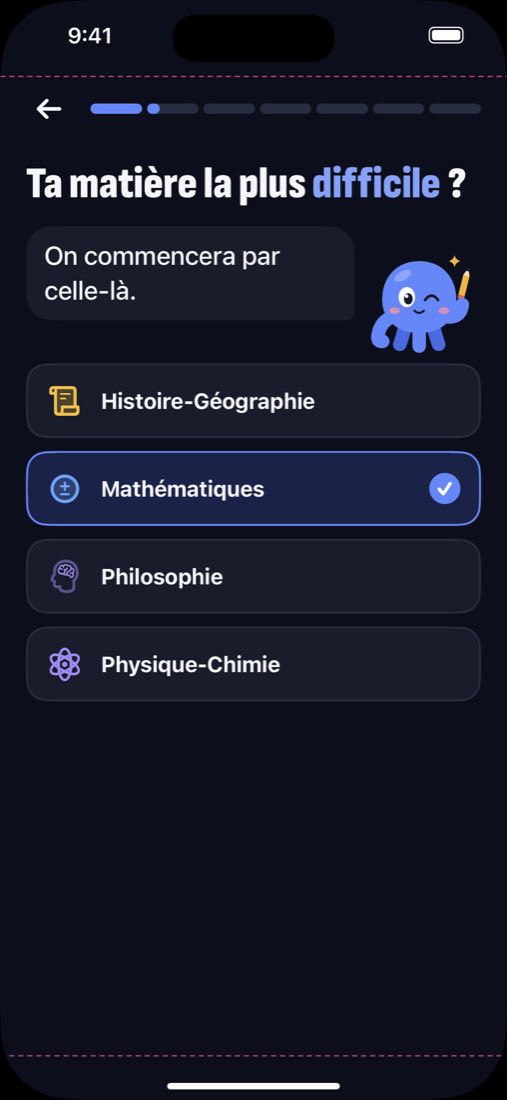 9:41
Ta matière la plus difficile ?
On commencera par
celle-là.
Histoire-Géographie
Mathématiques
Philosophie
Physique-Chimie